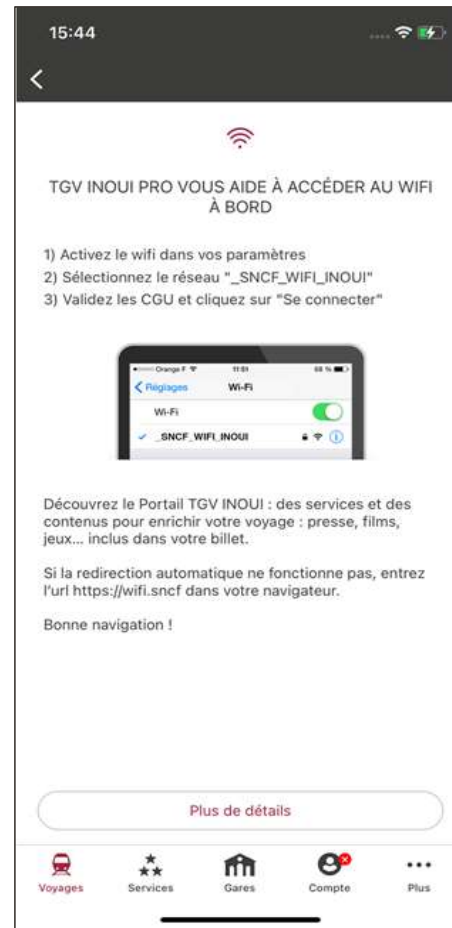 15:44
TGV INOUI PRO VOUS AIDE À ACCÉDER AU WIFI
À BORD
1) Activez le wifi dans vos paramètres
2) Sélectionnez le réseau "_SNCF_WIFI_INOUI"
3) Validez les CGU et cliquez sur "Se connecter"
Orange F 11:51 68 %
Réglages Wi-Fi
Wi-Fi
_SNCF_WIFI_INOUI
Découvrez le Portail TGV INOUI : des services et des
contenus pour enrichir votre voyage : presse, films,
jeux... inclus dans votre billet.
Si la redirection automatique ne fonctionne pas, entrez
l'url https://wifi.sncf dans votre navigateur.
Bonne navigation !
Plus de détails
Voyages Services Gares Compte Plus